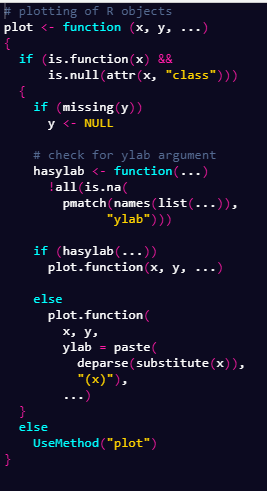 # plotting of R objects
plot <- function (x, y, ...)
{
  if (is.function(x) &&
      is.null(attr(x, "class")))
  {
    if (missing(y))
      y <- NULL

    # check for ylab argument
    hasylab <- function(...)
      !all(is.na(
        pmatch(names(list(...)),
              "ylab")))

    if (hasylab(...))
      plot.function(x, y, ...)

    else
      plot.function(
        x, y,
        ylab = paste(
          deparse(substitute(x)),
          "(x)"),
        ...)
  }
  else
    UseMethod("plot")
}